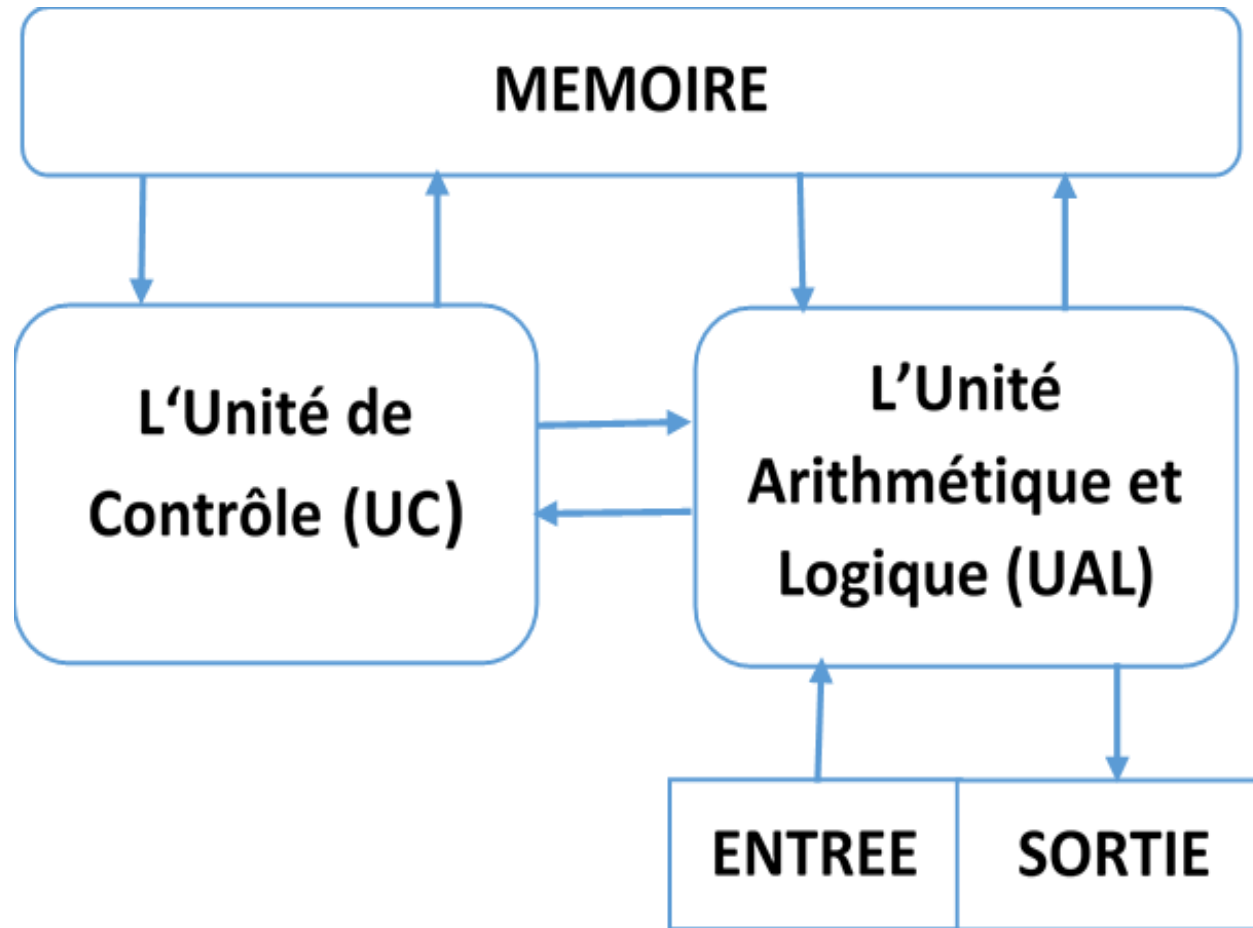 MEMOIRE
L‘Unité de
Contrôle (UC)
L’Unité
Arithmétique et
Logique (UAL)
ENTREE
SORTIE